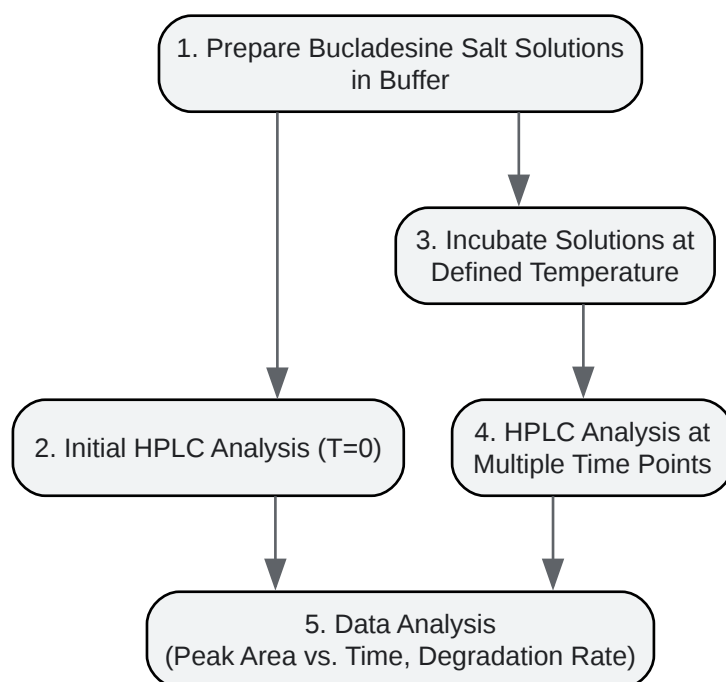 1. Prepare Bucladesine Salt Solutions
in Buffer
3. Incubate Solutions at
Defined Temperature
2. Initial HPLC Analysis (T=0)
4. HPLC Analysis at
Multiple Time Points
5. Data Analysis
(Peak Area vs. Time, Degradation Rate)